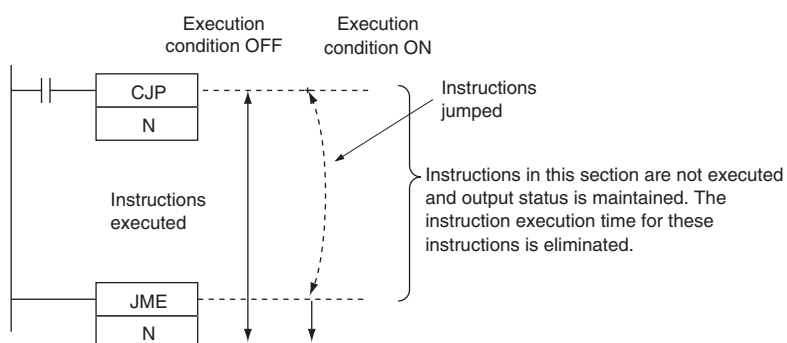 Execution
condition OFF
Execution
condition ON
CJP
N
Instructions
jumped
Instructions in this section are not executed
and output status is maintained. The
instruction execution time for these
instructions is eliminated.
Instructions
executed
JME
N